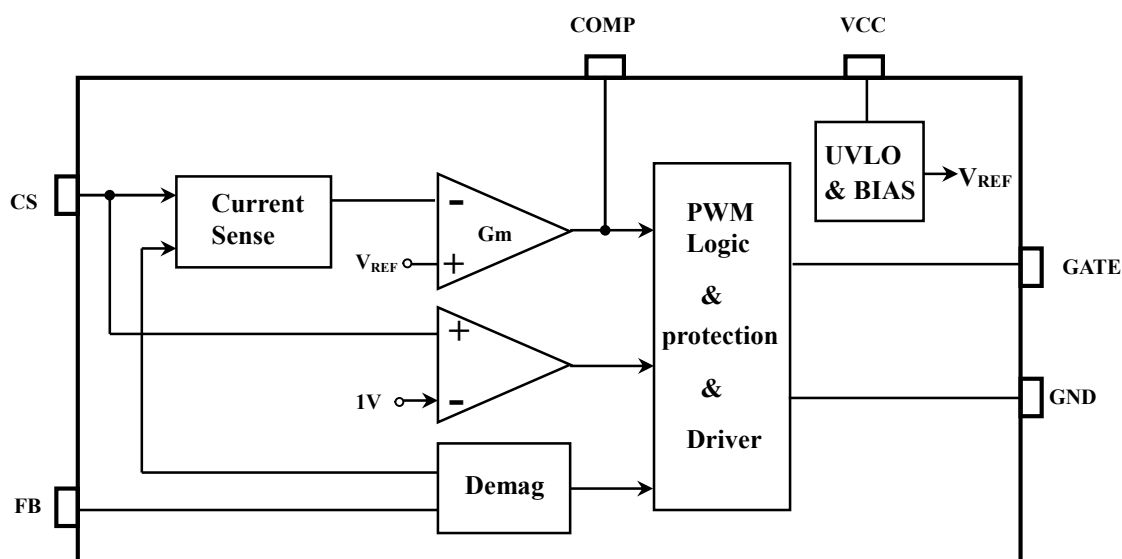 COMP
VCC
CS
Current
Sense
-
Gm
VREF
+
UVLO
& BIAS
VREF
PWM
Logic
&
protection
&
Driver
GATE
+
1V
-
GND
Demag
FB